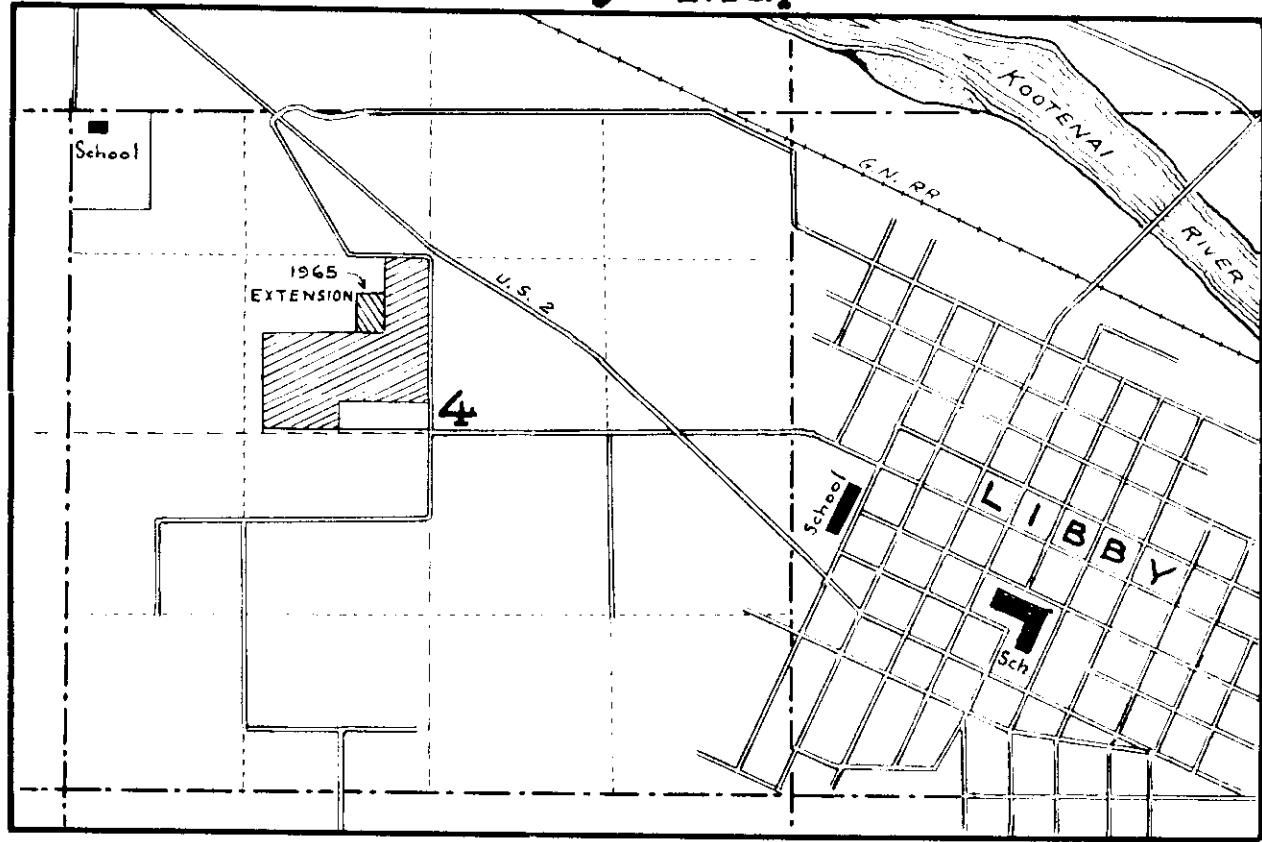 KOOTENAI
RIVER
School
G.N. RR
1965
EXTENSION
U.S. 2
4
School
LIBBY
Sch